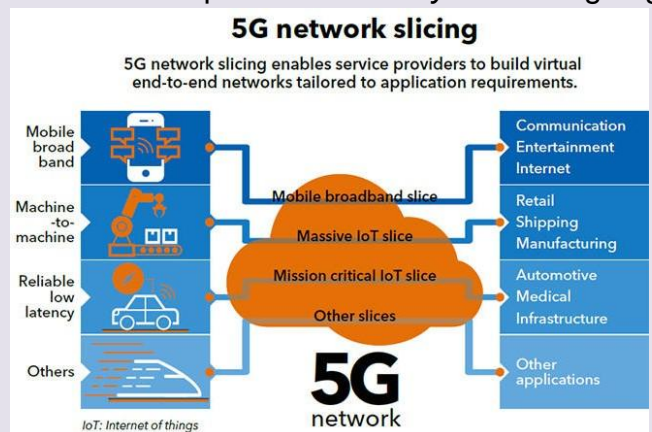 5G network slicing
5G network slicing enables service providers to build virtual
end-to-end networks tailored to application requirements.
Mobile
broad
band
Mobile broadband slice
Communication
Entertainment
Internet
Machine
-to-
machine
Massive IoT slice
Retail
Shipping
Manufacturing
Reliable
low
latency
Mission critical IoT slice
Automotive
Medical
Infrastructure
Others
Other slices
Other
applications
5G
network
IoT: Internet of things